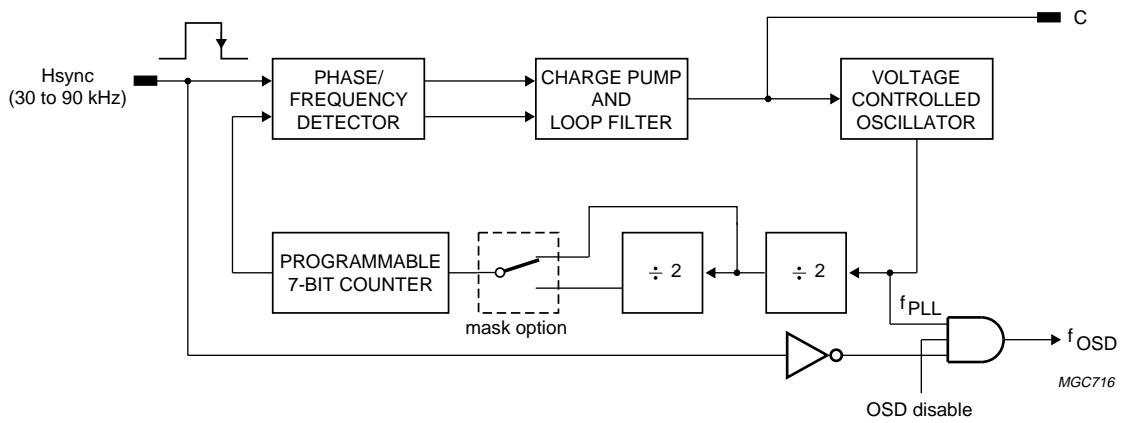 C
Hsync
(30 to 90 kHz)
PHASE/
FREQUENCY
DETECTOR
CHARGE PUMP
AND
LOOP FILTER
VOLTAGE
CONTROLLED
OSCILLATOR
PROGRAMMABLE
7-BIT COUNTER
mask option
÷ 2
÷ 2
fPLL
fOSD
OSD disable
MGC716